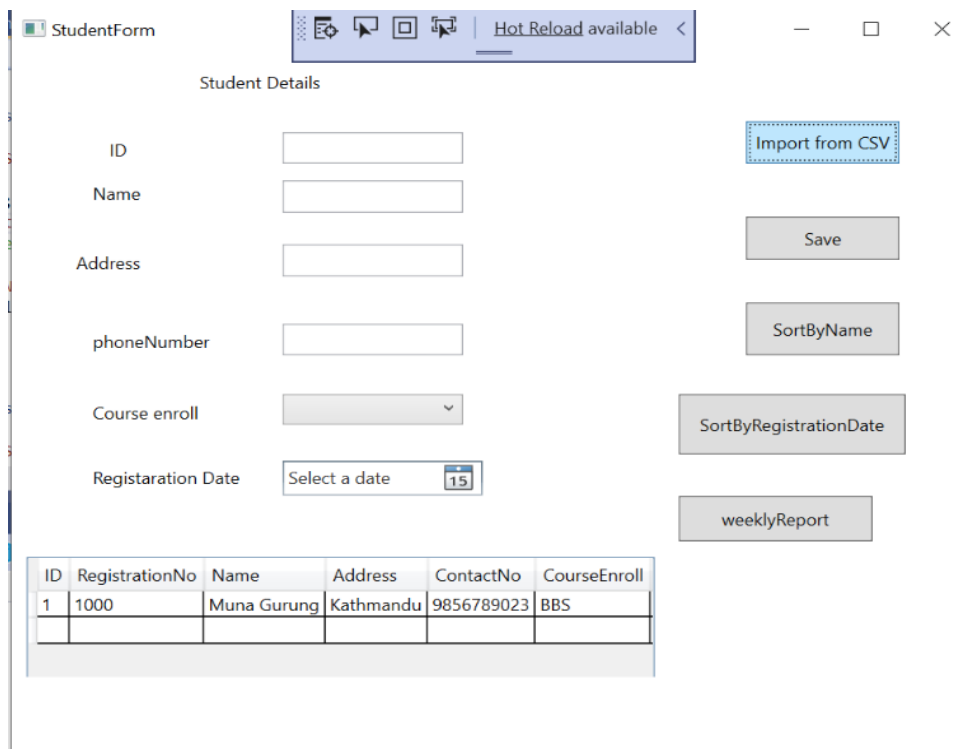 StudentForm
Hot Reload available
Student Details
ID
Import from CSV
Name
Save
Address
SortByName
phoneNumber
Course enroll
SortByRegistrationDate
Registaration Date
Select a date
15
weeklyReport
ID RegistrationNo Name Address ContactNo CourseEnroll
1 1000 Muna Gurung Kathmandu 9856789023 BBS